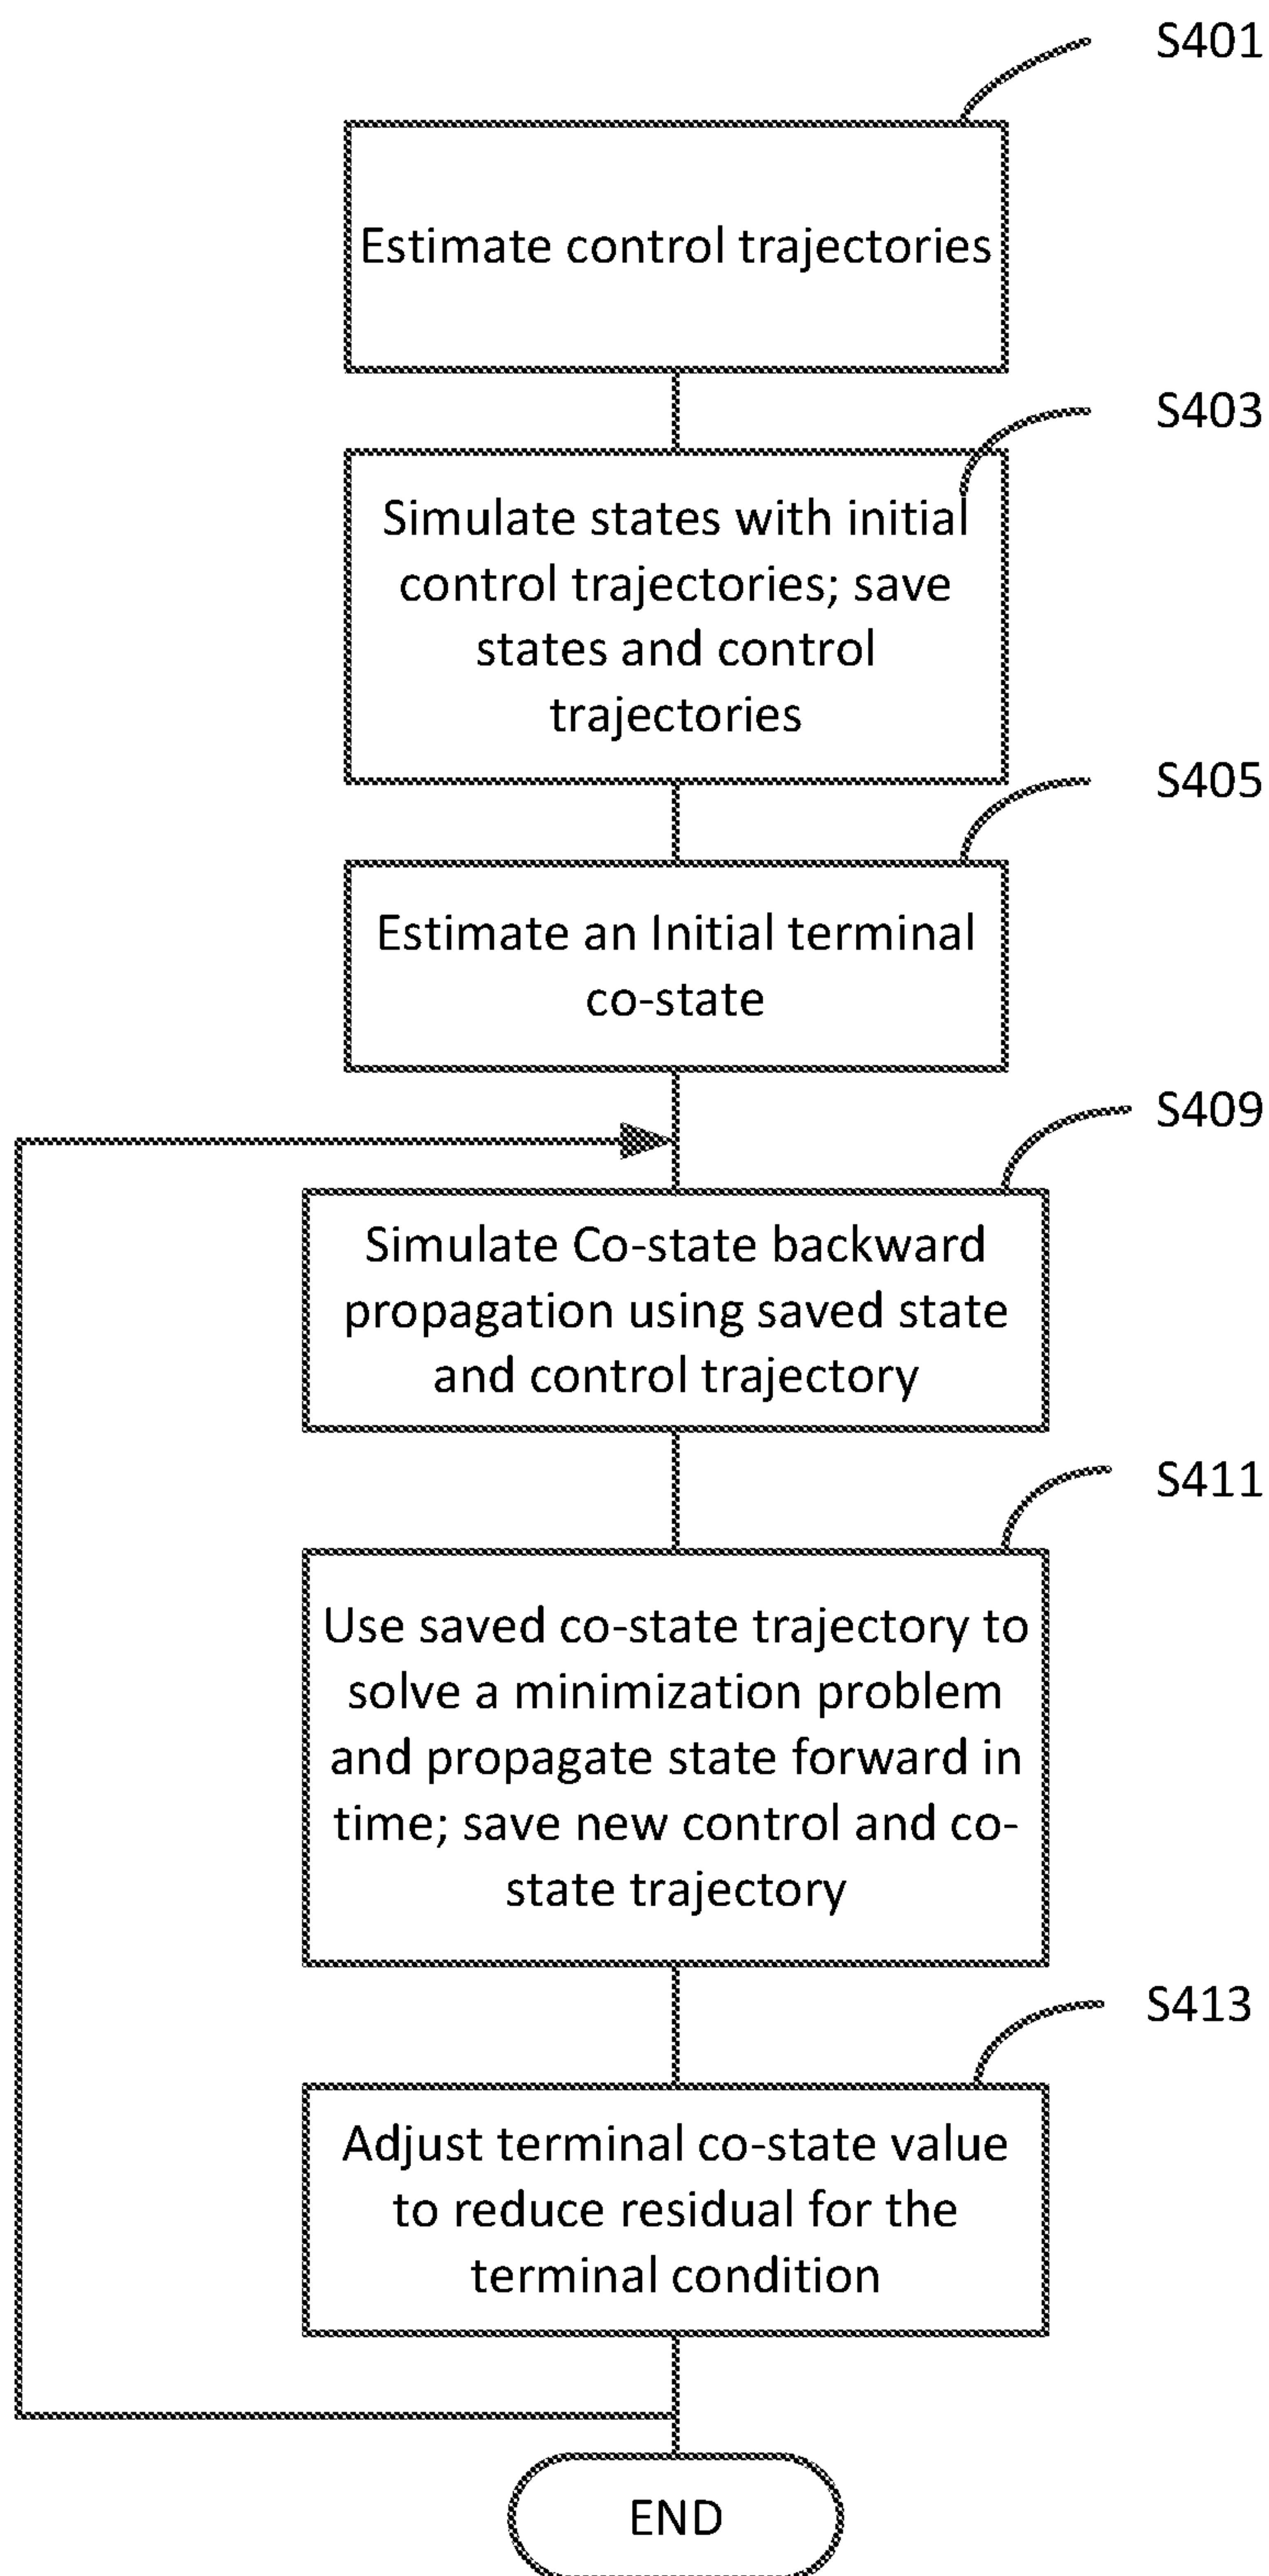 S401
Estimate control trajectories
S403
Simulate states with initial
control trajectories; save
states and control
trajectories
S405
Estimate an Initial terminal
co-state
S409
Simulate Co-state backward
propagation using saved state
and control trajectory
S411
Use saved co-state trajectory to
solve a minimization problem
and propagate state forward in
time; save new control and co-
state trajectory
S413
Adjust terminal co-state value
to reduce residual for the
terminal condition
END